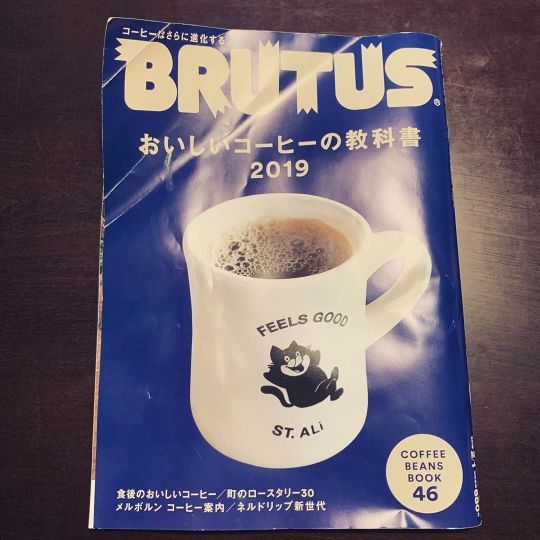 コーヒーはさらに進化する
BRUTUS®
おいしいコーヒーの教科書
2019
FEELS GOOD
ST. ALi
COFFEE
BEANS
BOOK
46
食後のおいしいコーヒー／町のロースタリー30
メルボルン コーヒー案内／ネルドリップ新世代